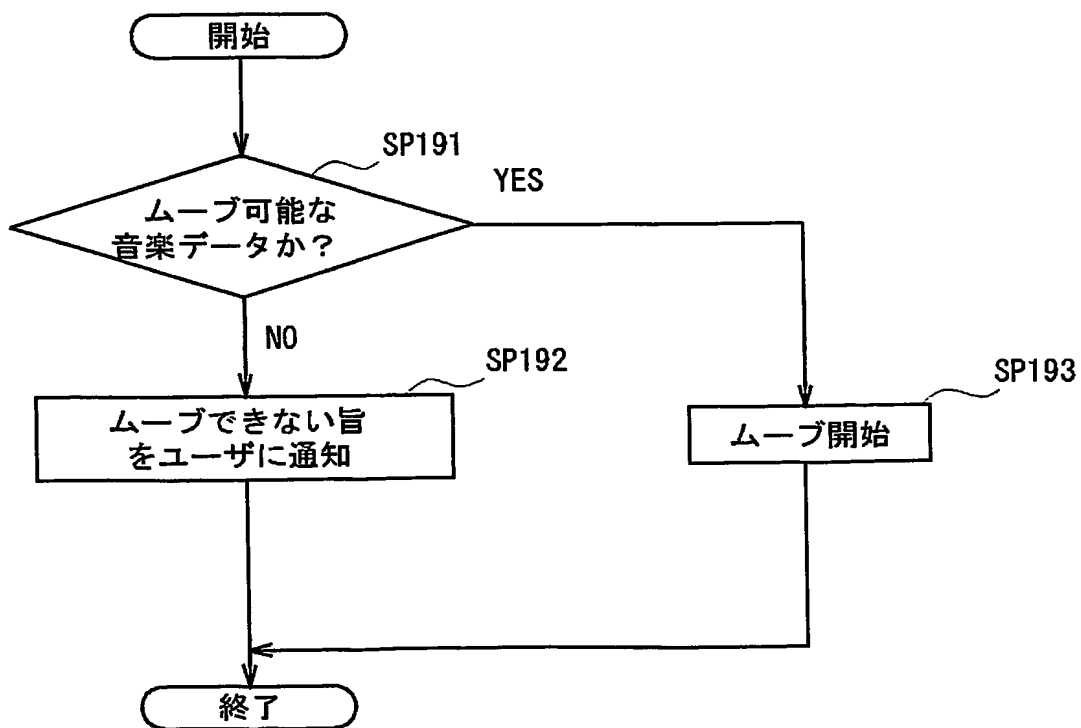 開始
SP191
YES
ムーブ可能な
音楽データか？
NO
SP192
SP193
ムーブできない旨
をユーザに通知
ムーブ開始
終了